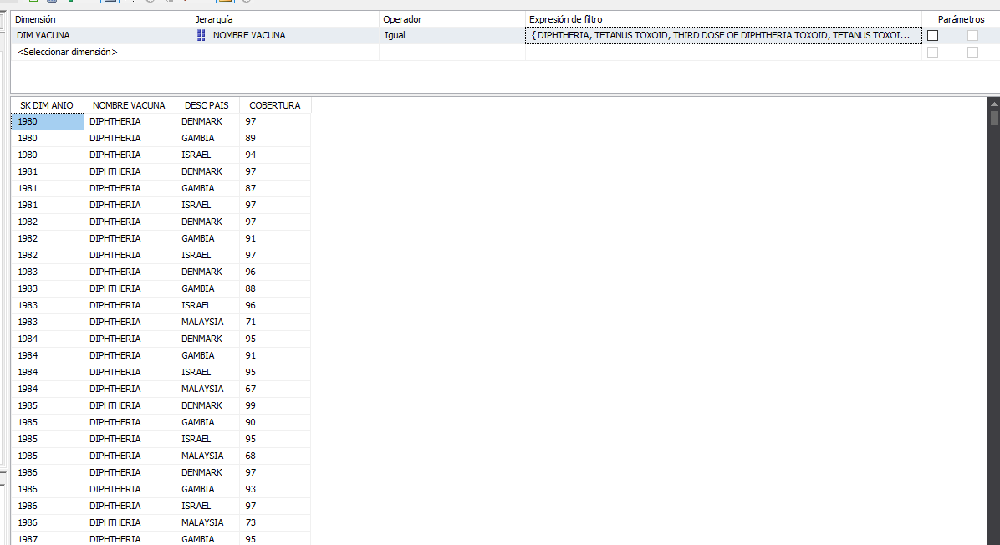 Dimensión Jerarquía Operador Expresión de filtro Parámetros
DIM VACUNA NOMBRE VACUNA Igual { DIPHTHERIA, TETANUS TOXOID, THIRD DOSE OF DIPHTHERIA TOXOID, TETANUS TOXOI...
<Seleccionar dimensión>
SK DIM ANIO NOMBRE VACUNA DESC PAIS COBERTURA
1980 DIPHTHERIA DENMARK 97
1980 DIPHTHERIA GAMBIA 89
1980 DIPHTHERIA ISRAEL 94
1981 DIPHTHERIA DENMARK 97
1981 DIPHTHERIA GAMBIA 87
1981 DIPHTHERIA ISRAEL 97
1982 DIPHTHERIA DENMARK 97
1982 DIPHTHERIA GAMBIA 91
1982 DIPHTHERIA ISRAEL 97
1983 DIPHTHERIA DENMARK 96
1983 DIPHTHERIA GAMBIA 88
1983 DIPHTHERIA ISRAEL 96
1983 DIPHTHERIA MALAYSIA 71
1984 DIPHTHERIA DENMARK 95
1984 DIPHTHERIA GAMBIA 91
1984 DIPHTHERIA ISRAEL 95
1984 DIPHTHERIA MALAYSIA 67
1985 DIPHTHERIA DENMARK 99
1985 DIPHTHERIA GAMBIA 90
1985 DIPHTHERIA ISRAEL 95
1985 DIPHTHERIA MALAYSIA 68
1986 DIPHTHERIA DENMARK 97
1986 DIPHTHERIA GAMBIA 93
1986 DIPHTHERIA ISRAEL 97
1986 DIPHTHERIA MALAYSIA 73
1987 DIPHTHERIA GAMBIA 95